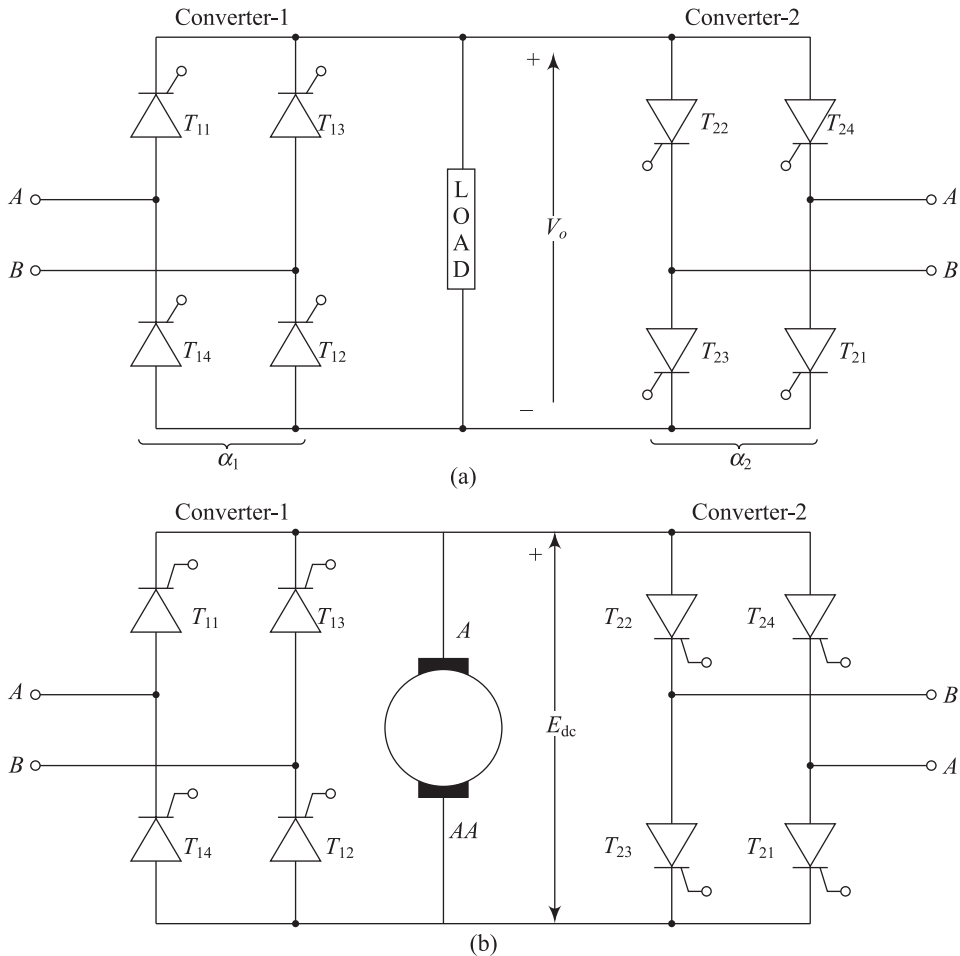 Converter-1 Converter-2
T11 T13 T22 T24
A A
L
O
A
D
Vo
B B
T14 T12 T23 T21
+
−
α1 α2
(a)
Converter-1 Converter-2
+
T11 T13 T22 T24
A
A B
Edc
B A
T14 T12 T23 T21
AA
(b)